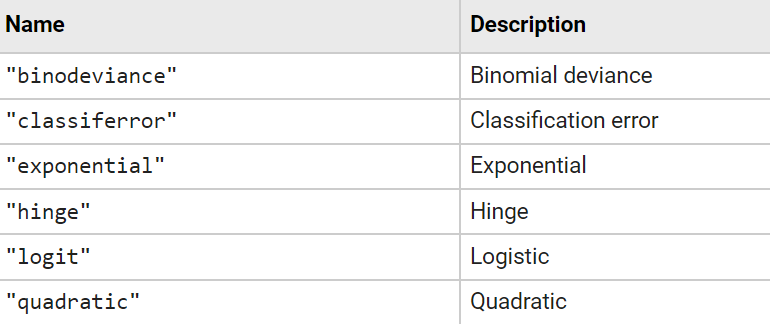 Name Description
"binodeviance" Binomial deviance
"classiferror" Classification error
"exponential" Exponential
"hinge" Hinge
"logit" Logistic
"quadratic" Quadratic